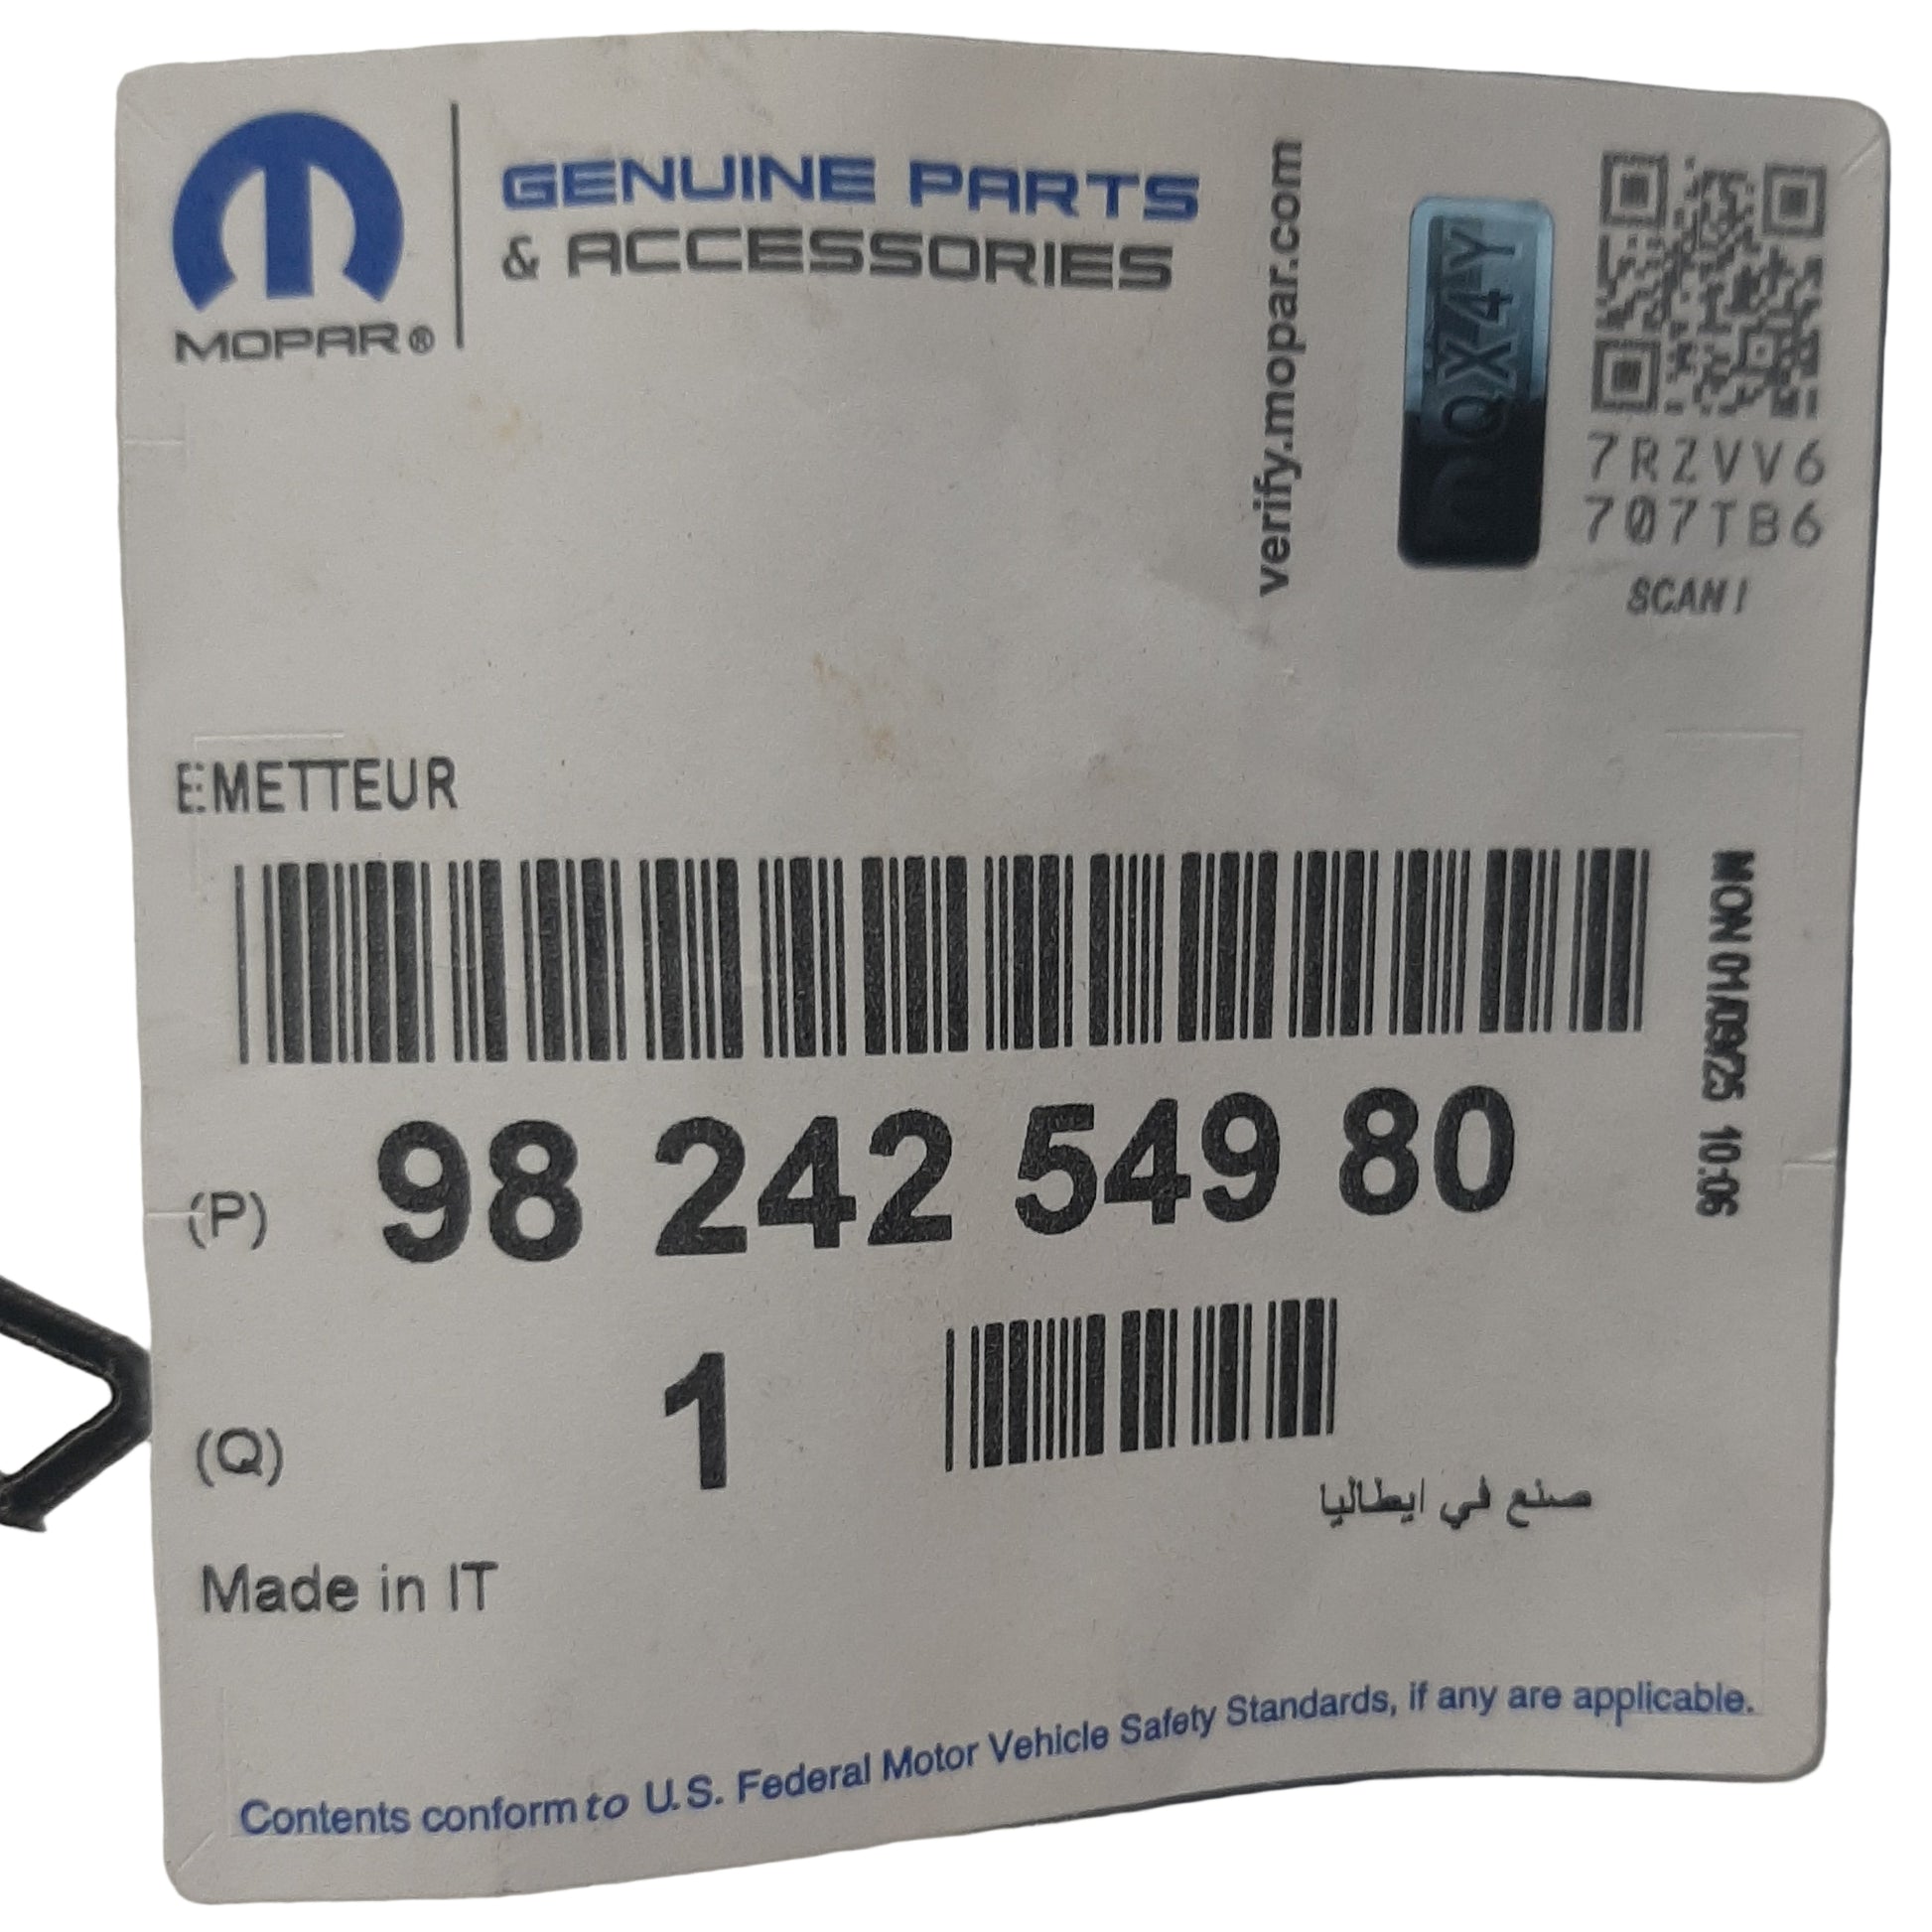 MOPAR®
GENUINE PARTS
& ACCESSORIES
verify.mopar.com
QX4Y
7RZVV6
707TB6
SCAN!
EMETTEUR
MON 01/09/25 10:06
(P) 98 242 549 80
(Q) 1
صنع في ايطاليا
Made in IT
Contents conform to U.S. Federal Motor Vehicle Safety Standards, if any are applicable.